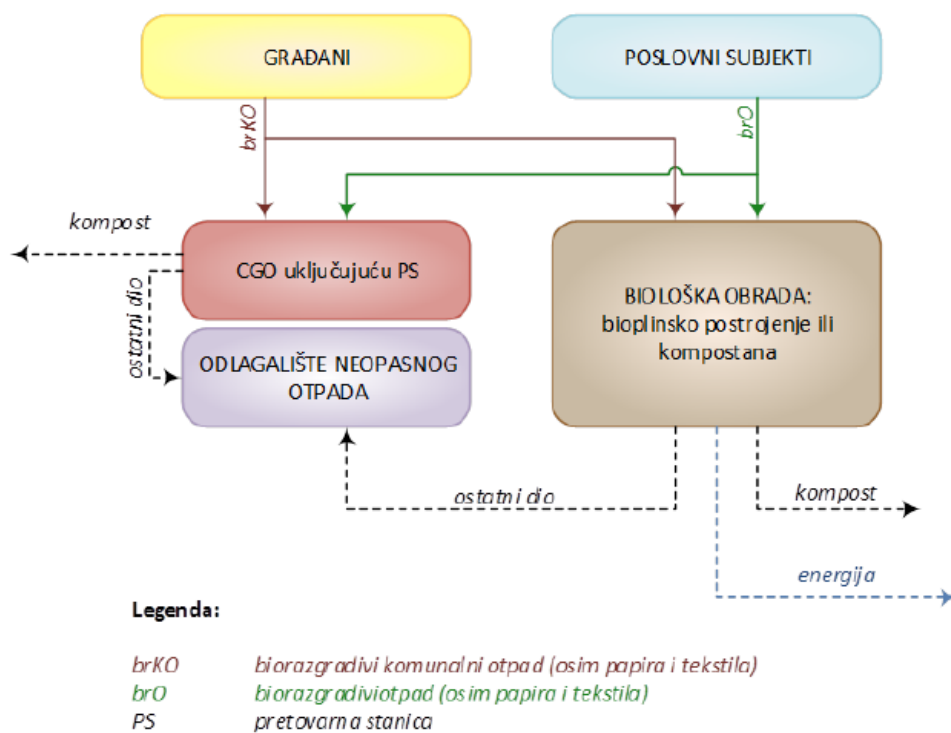 GRAĐANI
POSLOVNI SUBJEKTI
brKO
brO
kompost
CGO uključujuću PS
ostatni dio
ODLAGALIŠTE NEOPASNOG
OTPADA
BIOLOŠKA OBRADA:
bioplinsko postrojenje ili
kompostana
ostatni dio
kompost
energija
Legenda:
brKO biorazgradivi komunalni otpad (osim papira i tekstila)
brO biorazgradiviotpad (osim papira i tekstila)
PS pretovarna stanica